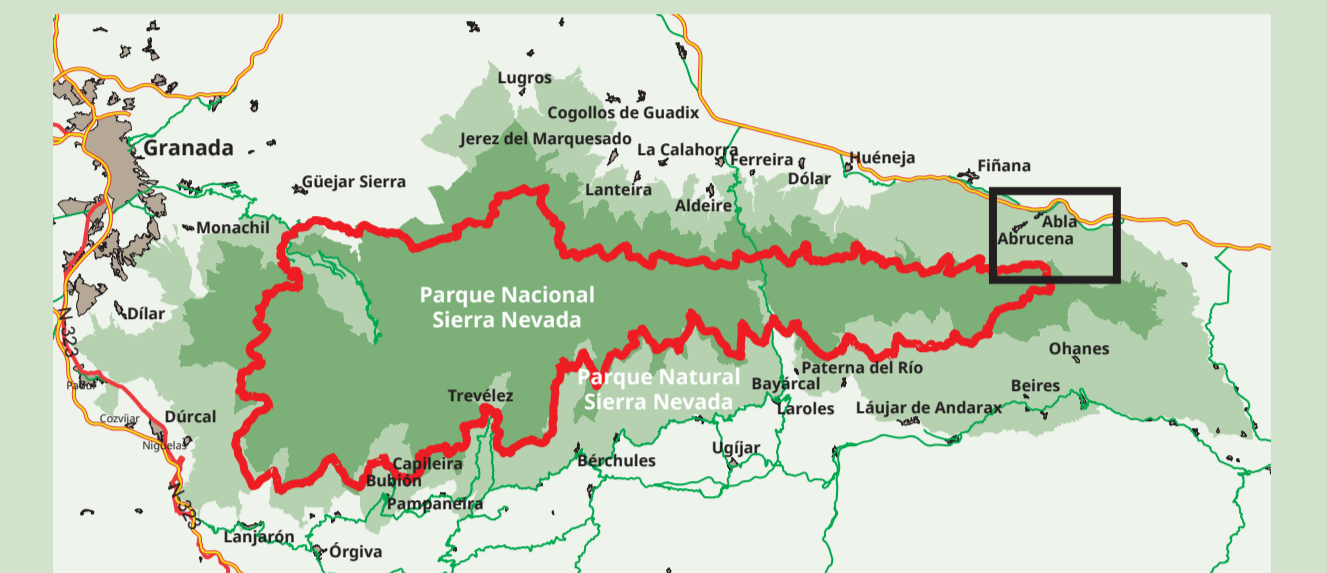 Lugros
Cogollos de Guadix
Jerez del Marquesado
Granada
La Calahorra
Ferreira
Huéneja
Fiñana
Güejar Sierra
Lanteira
Dólar
Aldeire
Monachil
Abla
Abrucena
Parque Nacional
Sierra Nevada
Dílar
N 323
Ohanes
Paterna del Río
Parque Natural
Sierra Nevada
Padul
Bayárcal
Beires
Trevélez
Cozvíjar
Dúrcal
Laroles
Láujar de Andarax
Nigüelas
Ugíjar
Capileira
Bérchules
Bubión
Pampaneira
N 323
Lanjarón
Órgiva